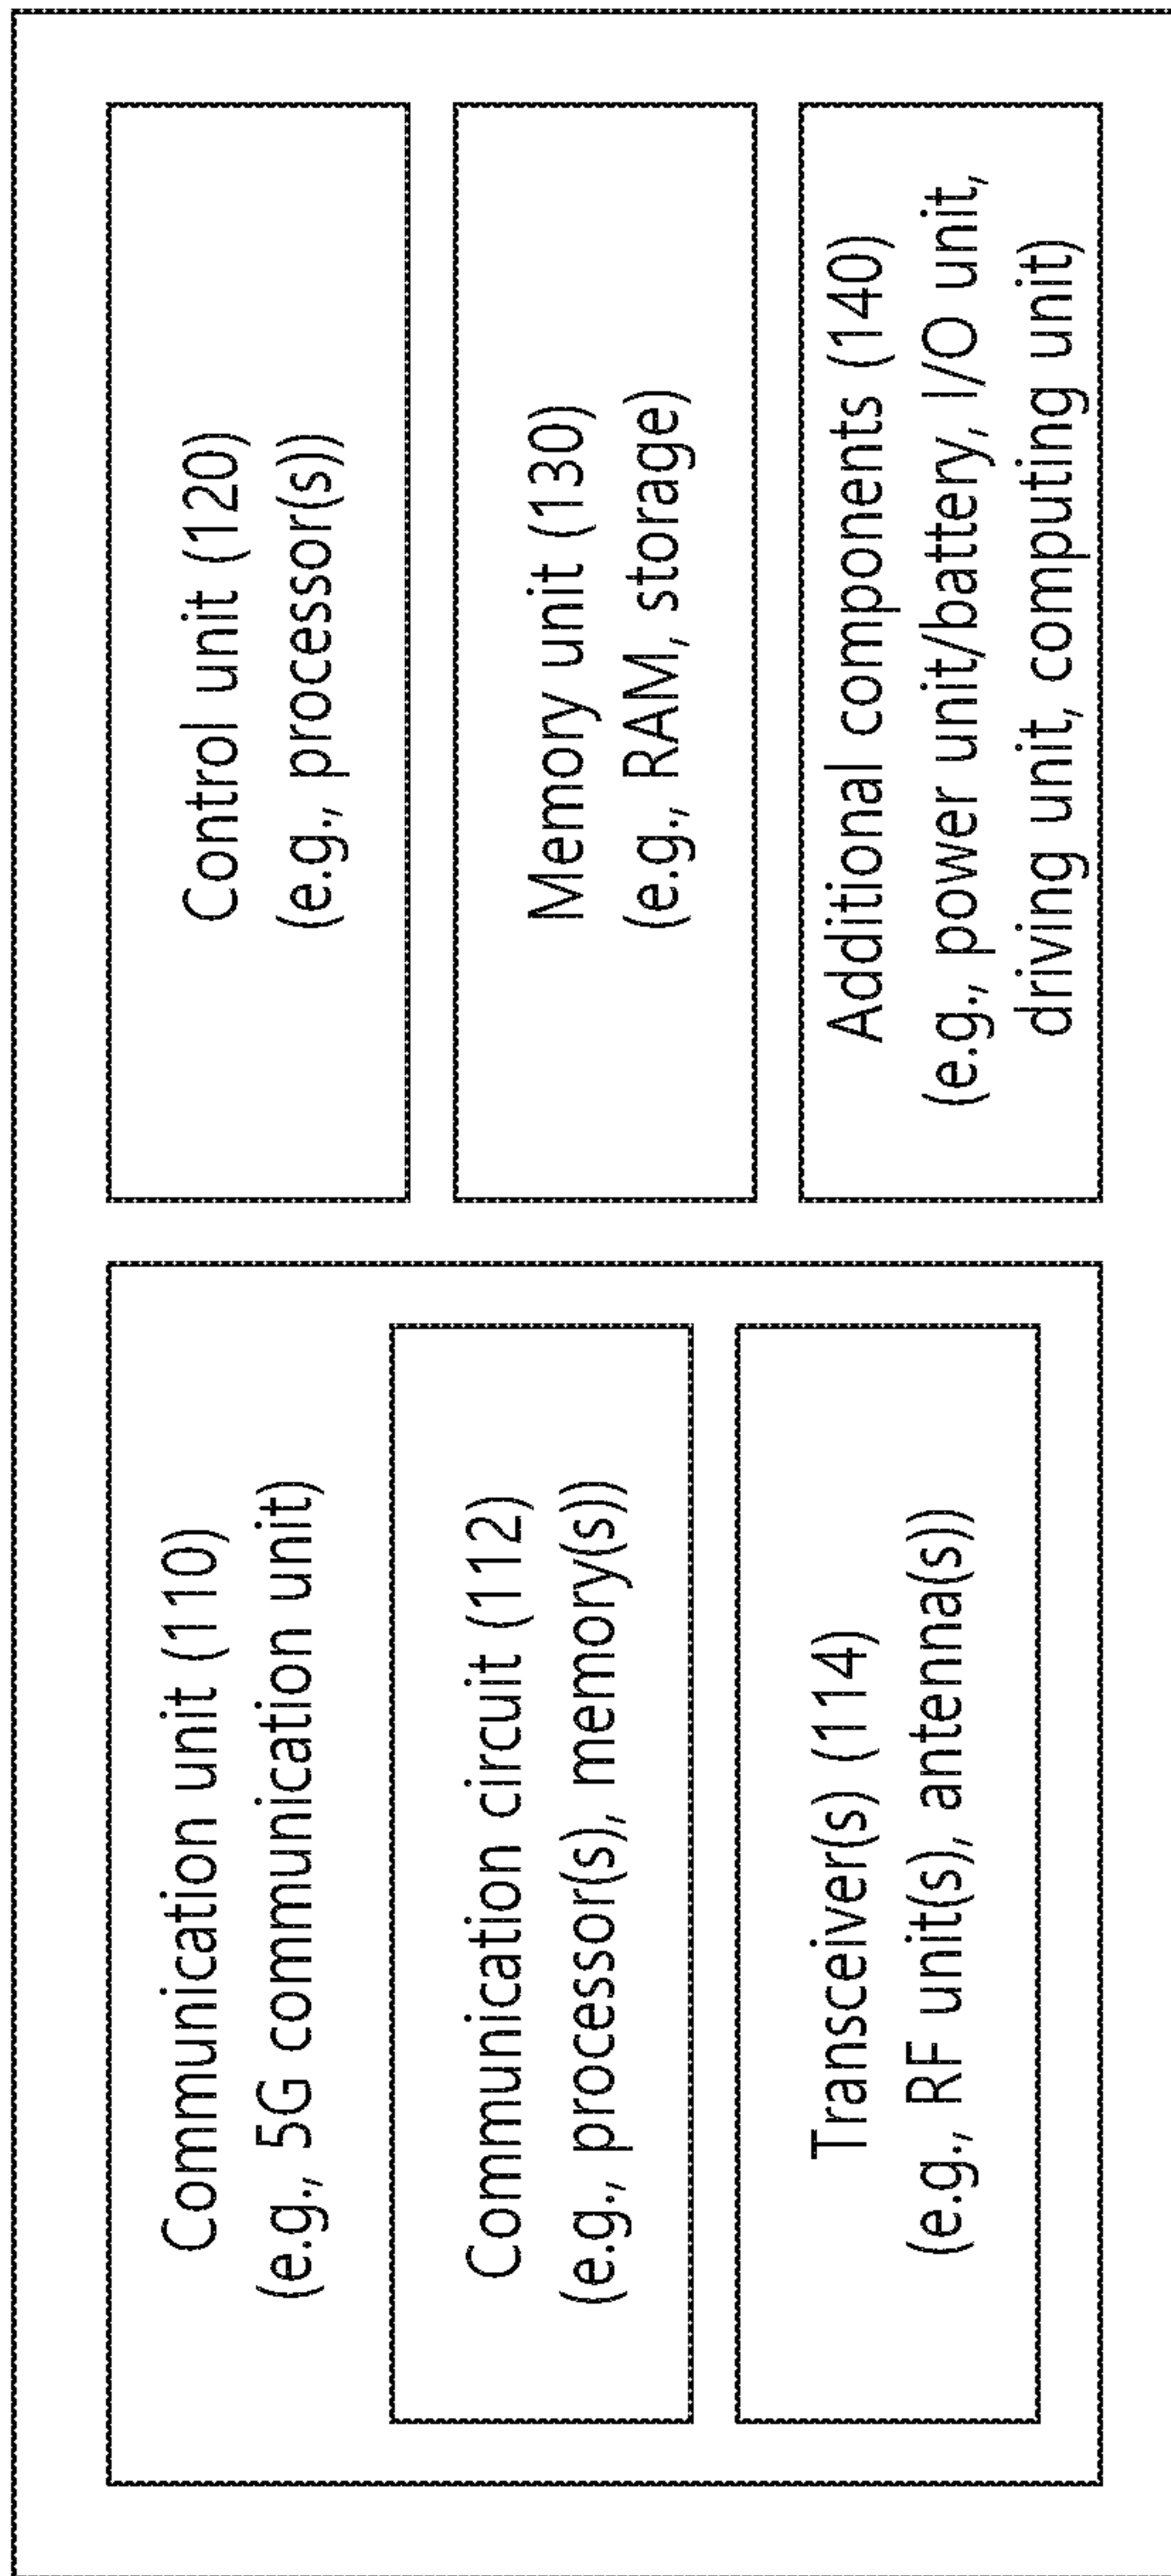 Communication unit (110)
(e.g., 5G communication unit)
Communication circuit (112)
(e.g., processor(s), memory(s))
Transceiver(s) (114)
(e.g., RF unit(s), antenna(s))
Control unit (120)
(e.g., processor(s))
Memory unit (130)
(e.g., RAM, storage)
Additional components (140)
(e.g., power unit/battery, I/O unit,
driving unit, computing unit)